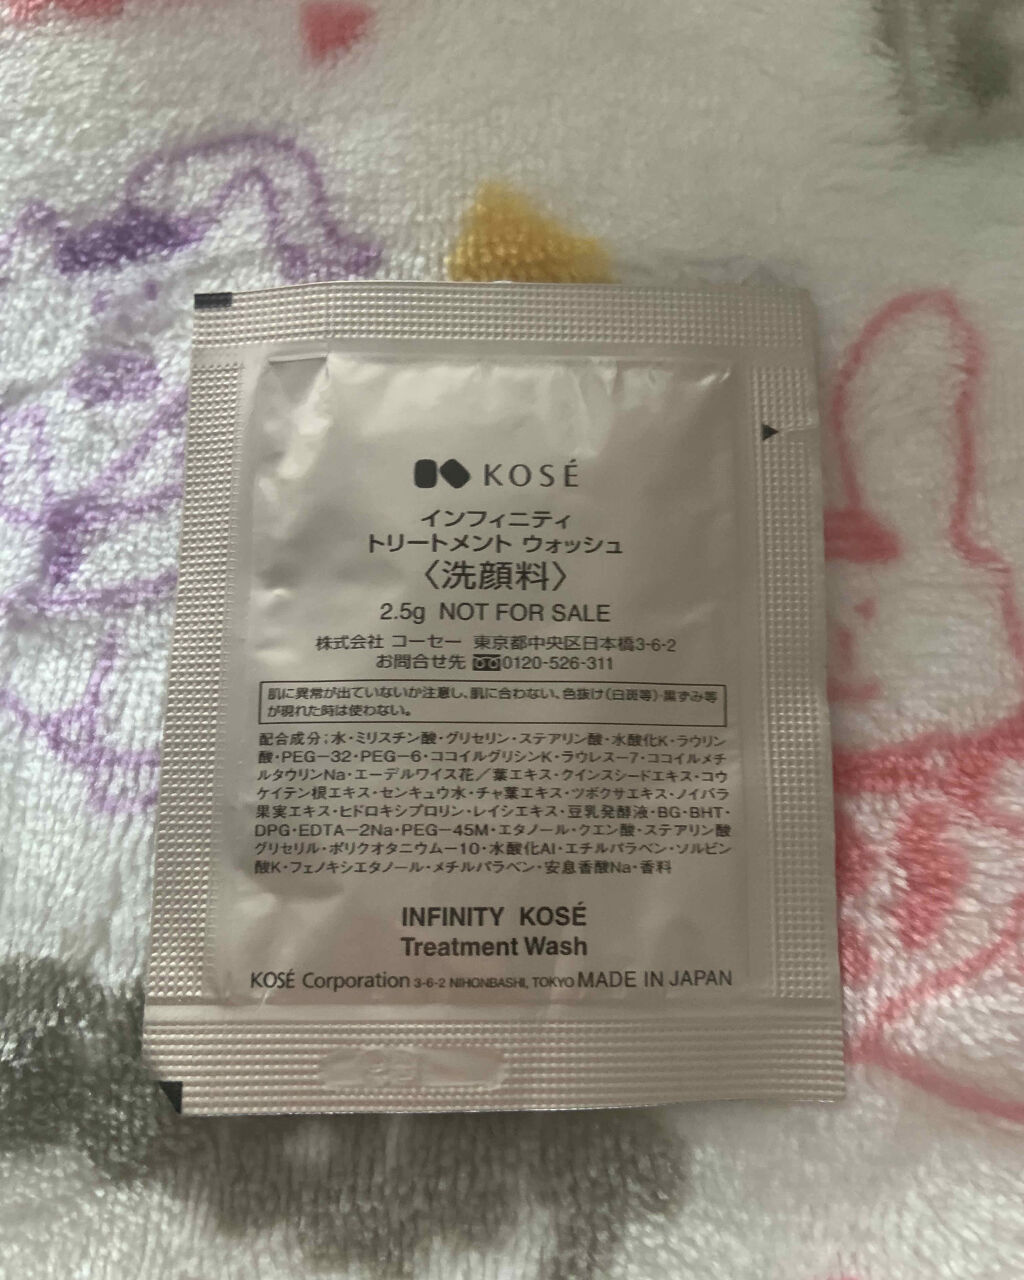 KOSÉ
インフィニティ
トリートメント ウォッシュ
〈洗顔料〉
2.5g NOT FOR SALE
株式会社 コーセー 東京都中央区日本橋3-6-2
お問合せ先 0120-526-311
肌に異常が出ていないか注意し、肌に合わない、色抜け(白斑等)・黒ずみ等
が現れた時は使わない。
配合成分;水・ミリスチン酸・グリセリン・ステアリン酸・水酸化K・ラウリン
酸・PEG-32・PEG-6・ココイルグリシンK・ラウレス-7・ココイルメチ
ルタウリンNa・エーデルワイス花/葉エキス・クインスシードエキス・コウ
ケイテン根エキス・センキュウ水・チャ葉エキス・ツボクサエキス・ノイバラ
果実エキス・ヒドロキシプロリン・レイシエキス・豆乳発酵液・BG・BHT・
DPG・EDTA-2Na・PEG-45M・エタノール・クエン酸・ステアリン酸
グリセリル・ポリクオタニウム-10・水酸化Al・エチルパラベン・ソルビン
酸K・フェノキシエタノール・メチルパラベン・安息香酸Na・香料
INFINITY KOSÉ
Treatment Wash
KOSÉ Corporation 3-6-2 NIHONBASHI, TOKYO MADE IN JAPAN